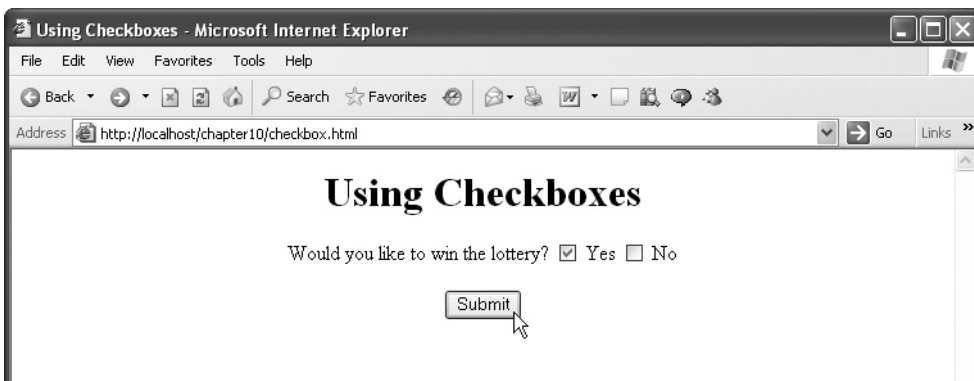 Using Checkboxes - Microsoft Internet Explorer
File Edit View Favorites Tools Help
Back Search Favorites W
Address http://localhost/chapter10/checkbox.html Go Links »
Using Checkboxes
Would you like to win the lottery? Yes No
Submit